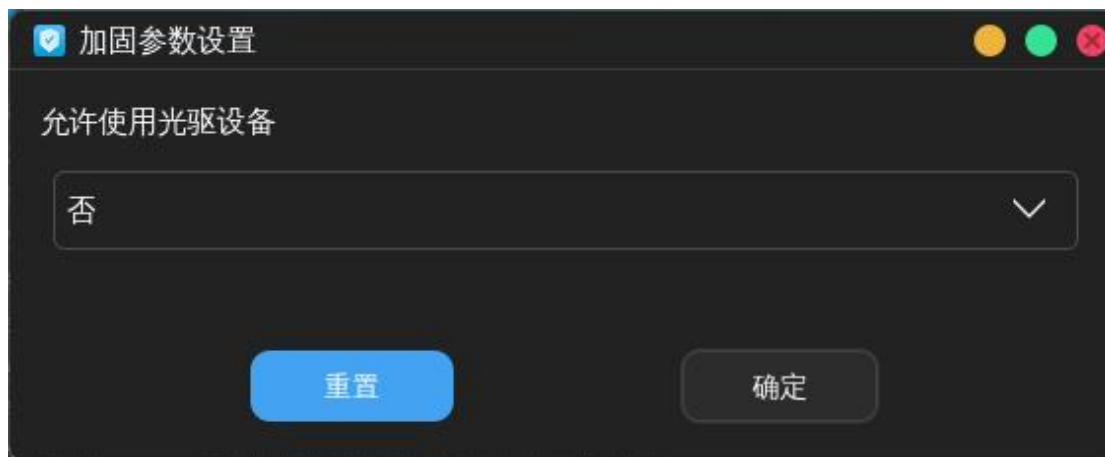 加固参数设置
允许使用光驱设备
否
重置
确定